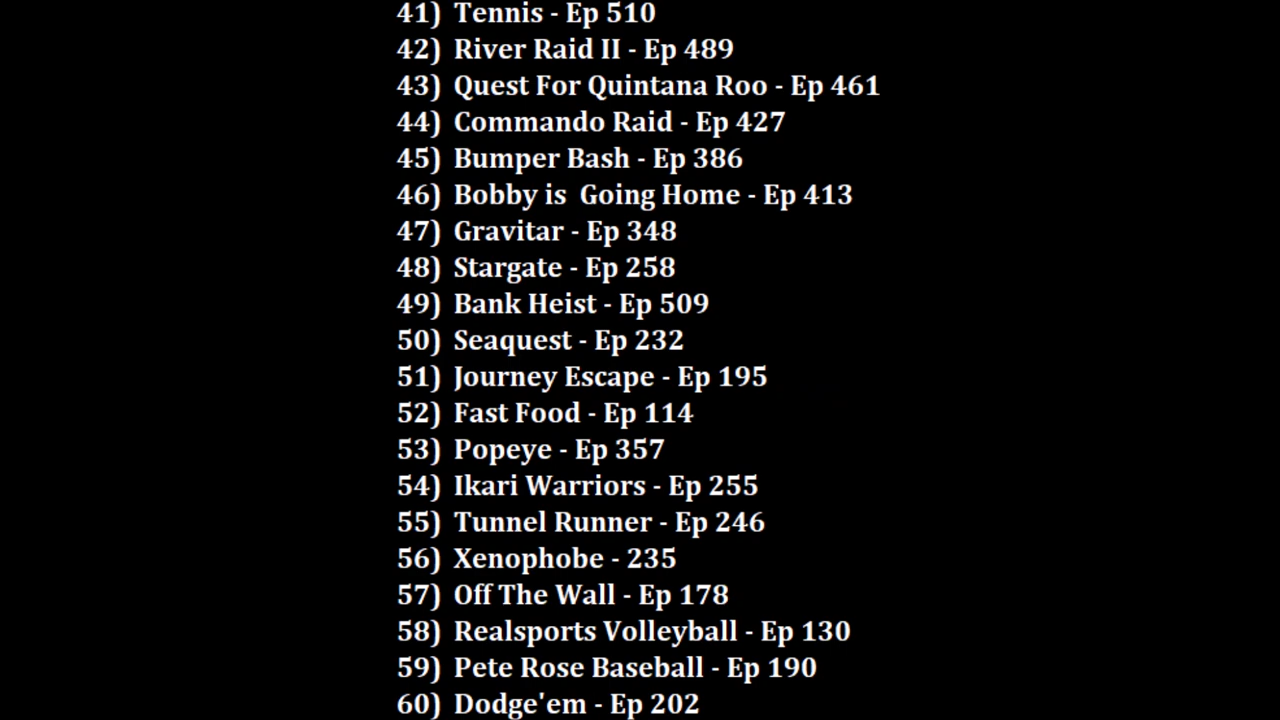 41) Tennis - Ep 510
42) River Raid II - Ep 489
43) Quest For Quintana Roo - Ep 461
44) Commando Raid - Ep 427
45) Bumper Bash - Ep 386
46) Bobby is  Going Home - Ep 413
47) Gravitar - Ep 348
48) Stargate - Ep 258
49) Bank Heist - Ep 509
50) Seaquest - Ep 232
51) Journey Escape - Ep 195
52) Fast Food - Ep 114
53) Popeye - Ep 357
54) Ikari Warriors - Ep 255
55) Tunnel Runner - Ep 246
56) Xenophobe - 235
57) Off The Wall - Ep 178
58) Realsports Volleyball - Ep 130
59) Pete Rose Baseball - Ep 190
60) Dodge'em - Ep 202